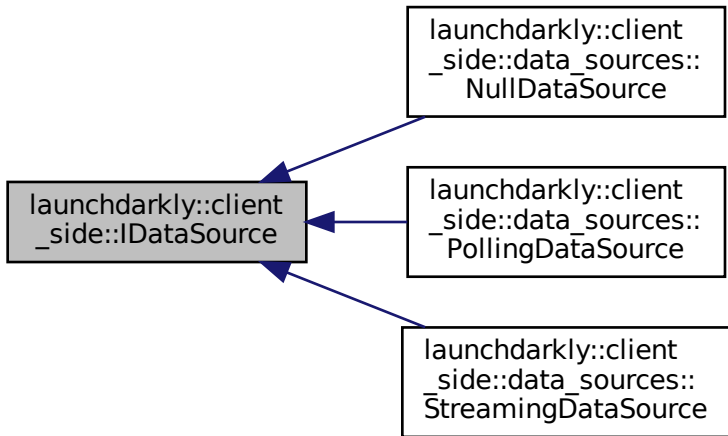 launchdarkly::client
_side::data_sources::
NullDataSource
launchdarkly::client
_side::IDataSource
launchdarkly::client
_side::data_sources::
PollingDataSource
launchdarkly::client
_side::data_sources::
StreamingDataSource